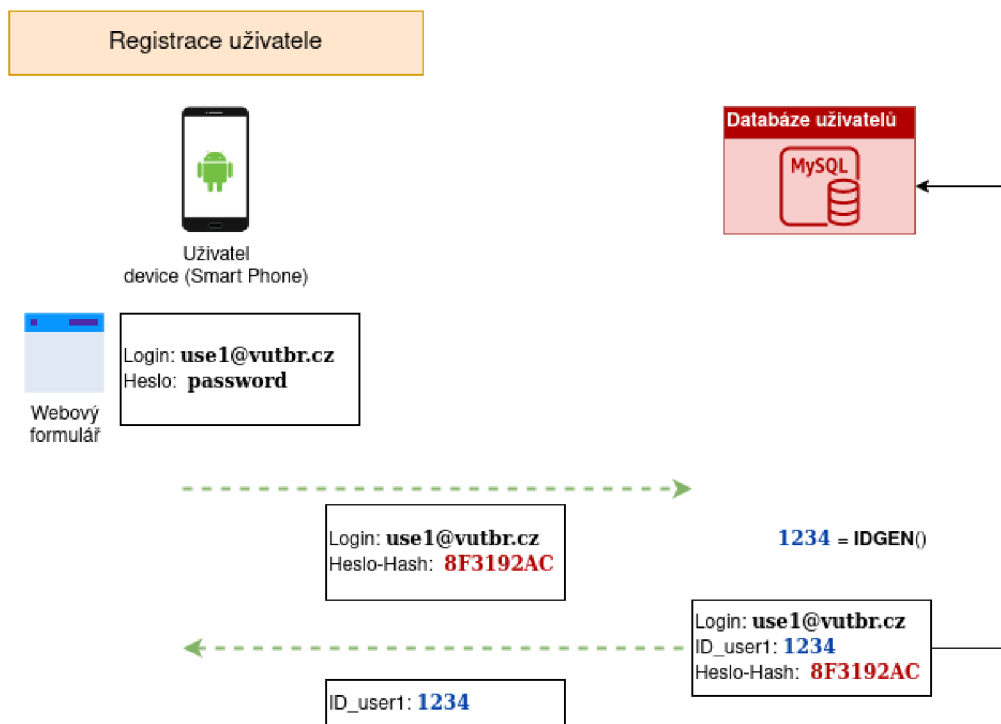 Registrace uživatele
Databáze uživatelů
MySQL
Uživatel
device (Smart Phone)
Login: use1@vutbr.cz
Heslo: password
Webový
formulář
Login: use1@vutbr.cz
Heslo-Hash: 8F3192AC
1234 = IDGEN()
Login: use1@vutbr.cz
ID_user1: 1234
Heslo-Hash: 8F3192AC
ID_user1: 1234